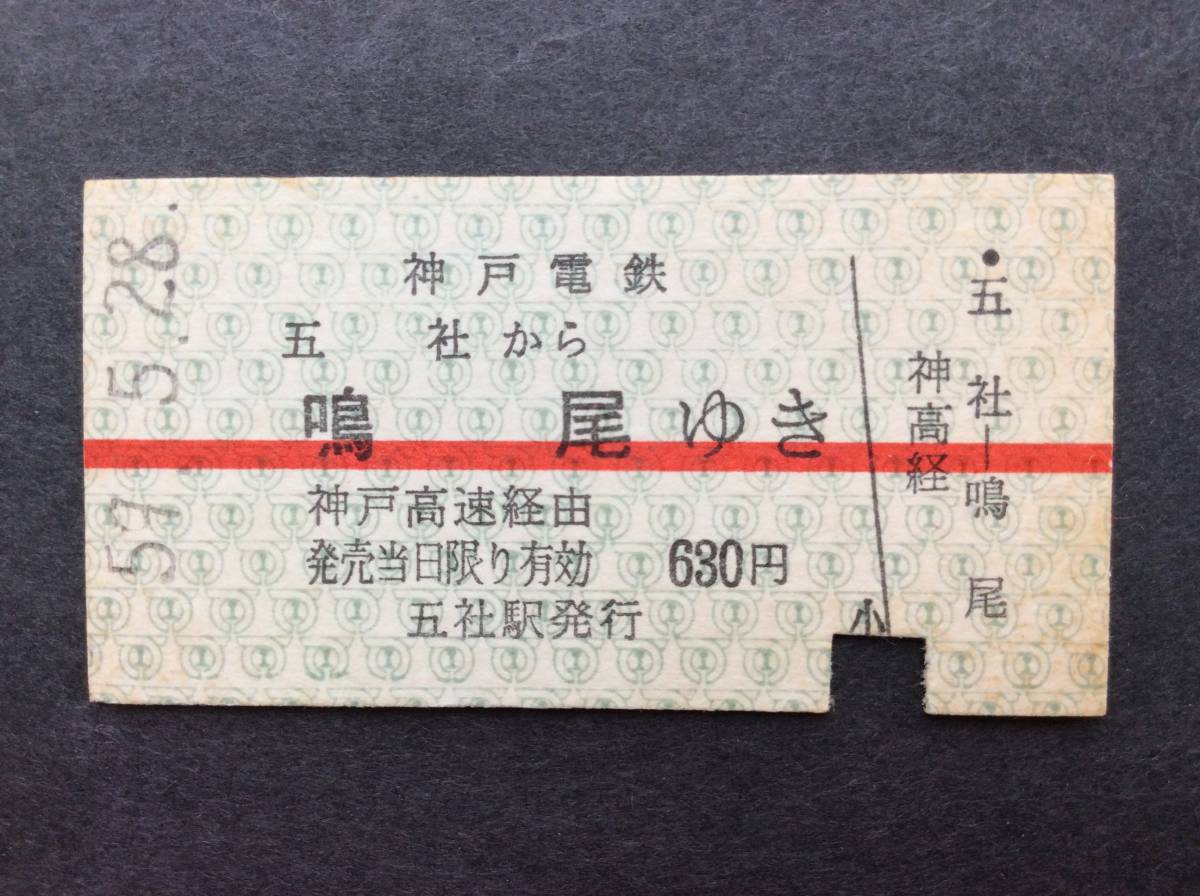 神戸電鉄
五 社から
鳴 尾ゆき
神戸高速経由
発売当日限り有効 630円
五社駅発行
小
五 社─鳴 尾
神高経
59. 5.28.